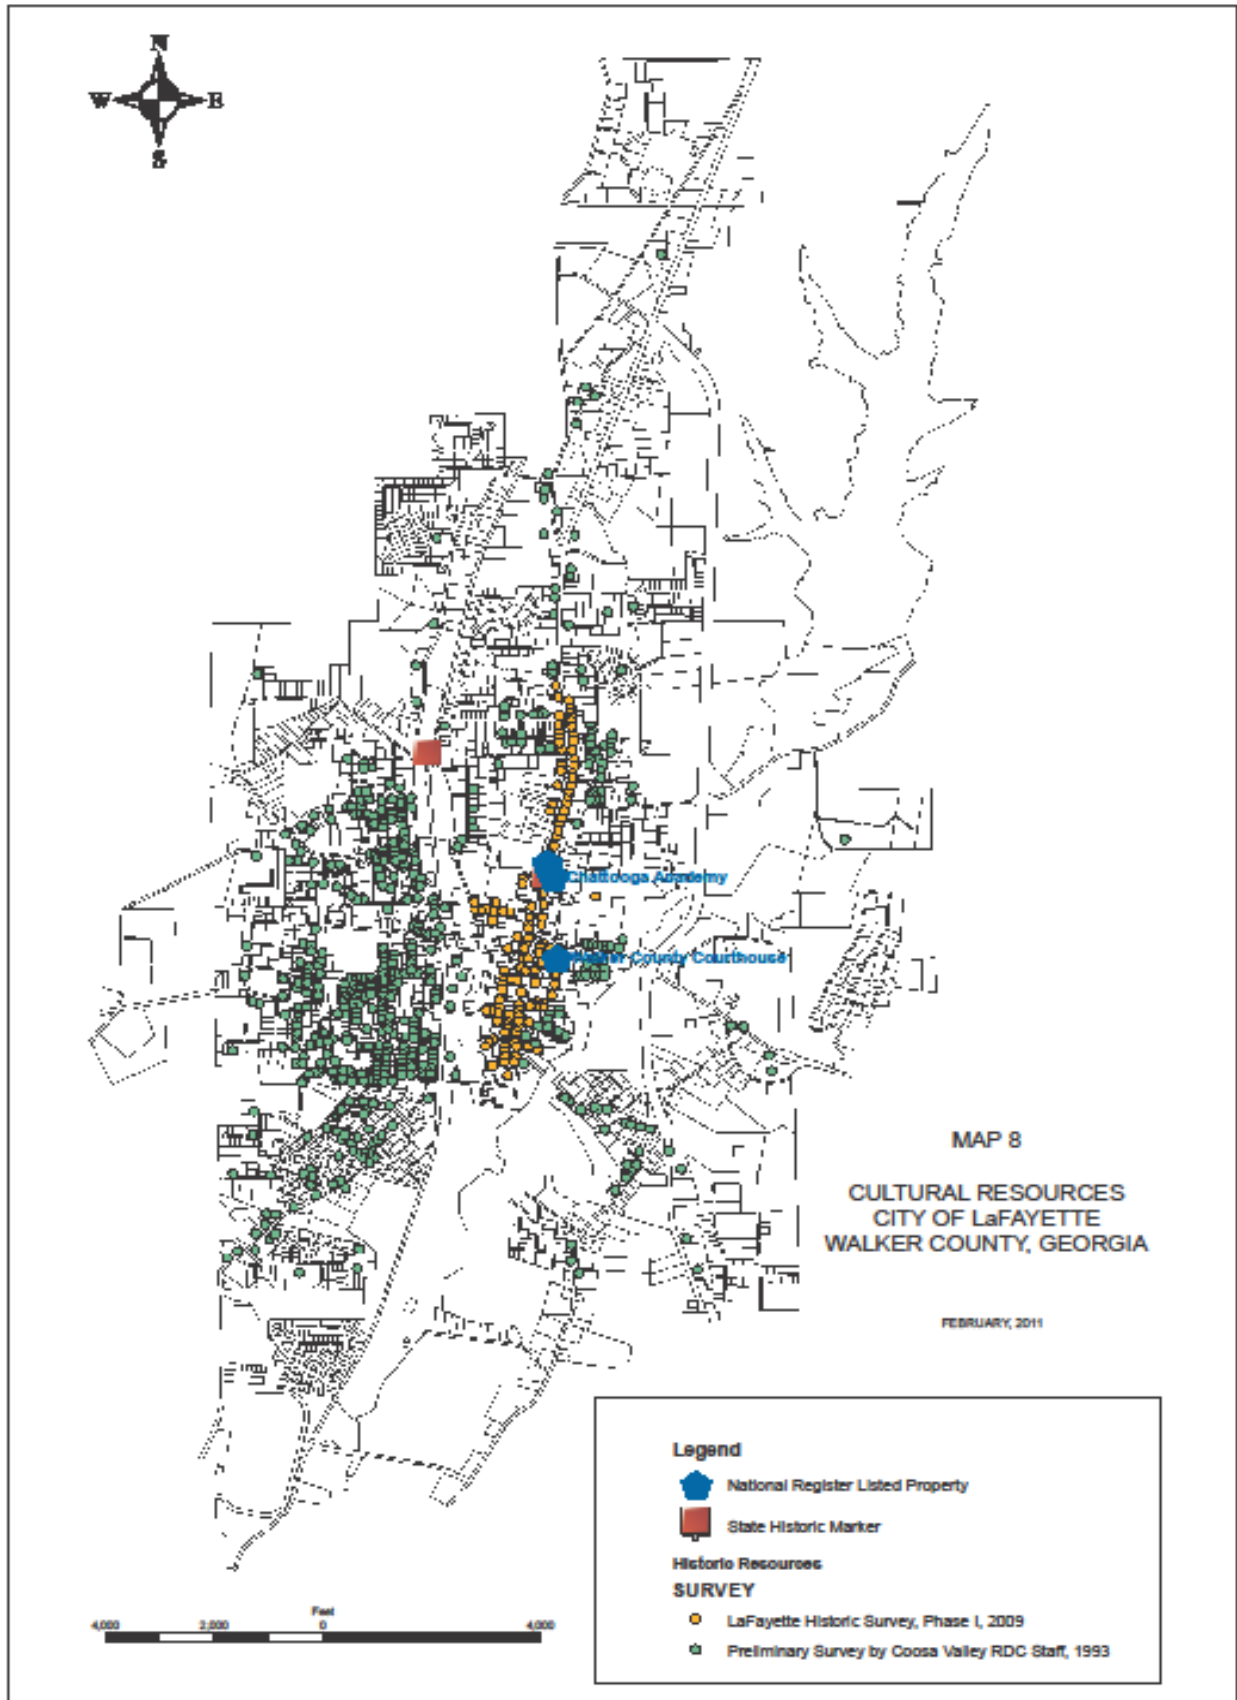 N
W E
S
Chattooga Academy
Walker County Courthouse
MAP 8
CULTURAL RESOURCES
CITY OF LaFAYETTE
WALKER COUNTY, GEORGIA
FEBRUARY, 2011
Legend
National Register Listed Property
State Historic Marker
Historic Resources
SURVEY
LaFayette Historic Survey, Phase I, 2009
Preliminary Survey by Coosa Valley RDC Staff, 1993
Feet
4,000 2,000 0 4,000